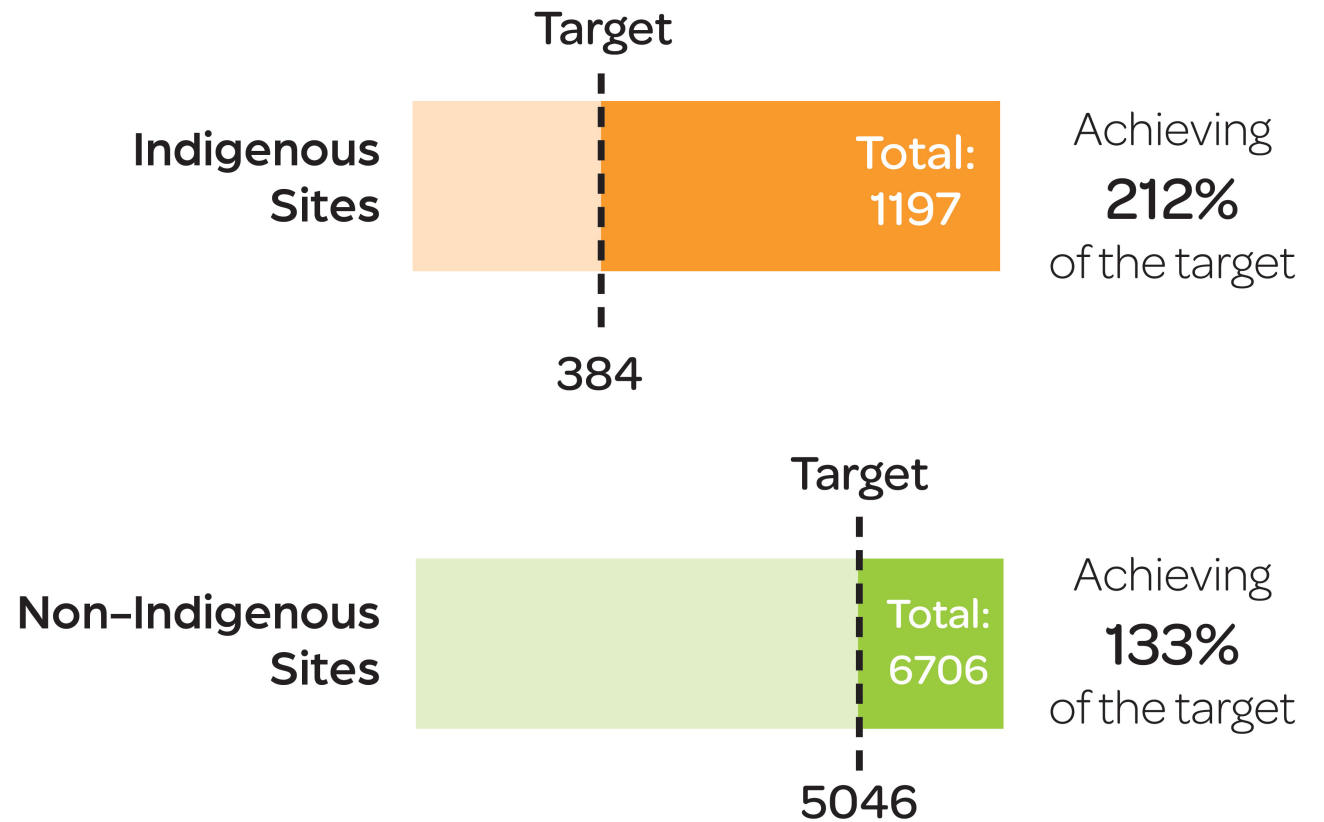 Target
Indigenous
Sites
Total:
1197
Achieving
212%
of the target
384
Target
Non–Indigenous
Sites
Total:
6706
Achieving
133%
of the target
5046